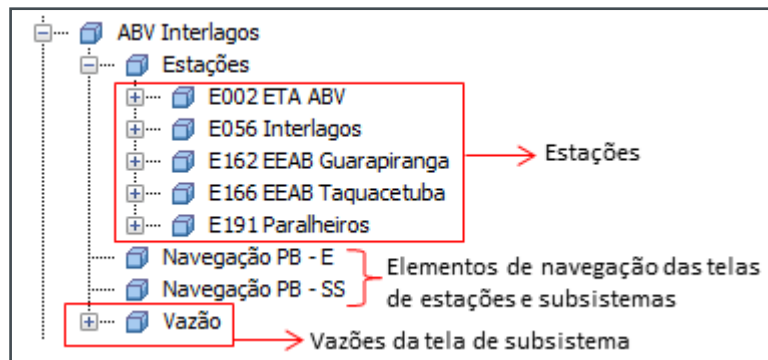 ABV Interlagos
Estações
E002 ETA ABV
E056 Interlagos
E162 EEAB Guarapiranga
E166 EEAB Taquacetuba
E191 Paralheiros
Estações
Navegação PB - E
Navegação PB - SS
Elementos de navegação das telas
de estações e subsistemas
Vazão
Vazões da tela de subsistema